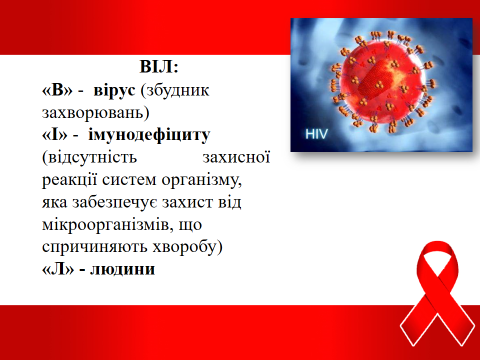 ВІЛ:
«В» - вірус (збудник
захворювань)
«І» - імунодефіциту
(відсутність захисної
реакції систем організму,
яка забезпечує захист від
мікроорганізмів, що
спричиняють хворобу)
«Л» - людини
HIV